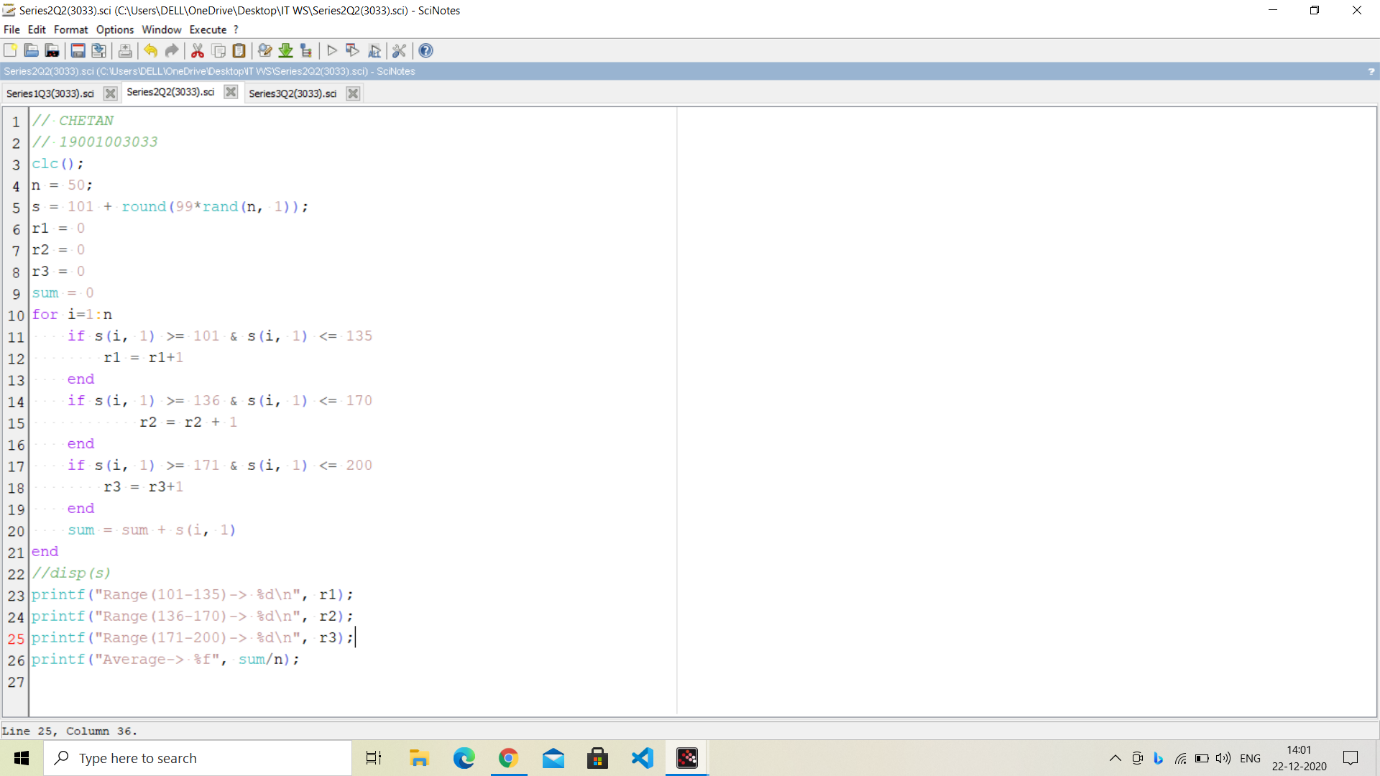 Series2Q2(3033).sci (C:\Users\DELL\OneDrive\Desktop\IT WS\Series2Q2(3033).sci) - SciNotes
File Edit Format Options Window Execute ?
Series2Q2(3033).sci (C:\Users\DELL\OneDrive\Desktop\IT WS\Series2Q2(3033).sci) - SciNotes ?
Series1Q3(3033).sci Series2Q2(3033).sci Series3Q2(3033).sci
1 // CHETAN
2 // 19001003033
3 clc();
4 n = 50;
5 s = 101 + round(99*rand(n, 1));
6 r1 = 0
7 r2 = 0
8 r3 = 0
9 sum = 0
10 for i=1:n
11     if s(i, 1) >= 101 & s(i, 1) <= 135
12         r1 = r1+1
13     end
14     if s(i, 1) >= 136 & s(i, 1) <= 170
15             r2 = r2 + 1
16     end
17     if s(i, 1) >= 171 & s(i, 1) <= 200
18         r3 = r3+1
19     end
20     sum = sum + s(i, 1)
21 end
22 //disp(s)
23 printf("Range(101-135)-> %d\n", r1);
24 printf("Range(136-170)-> %d\n", r2);
25 printf("Range(171-200)-> %d\n", r3);
26 printf("Average-> %f", sum/n);
27
Line 25, Column 36.
Type here to search
ENG
14:01
22-12-2020